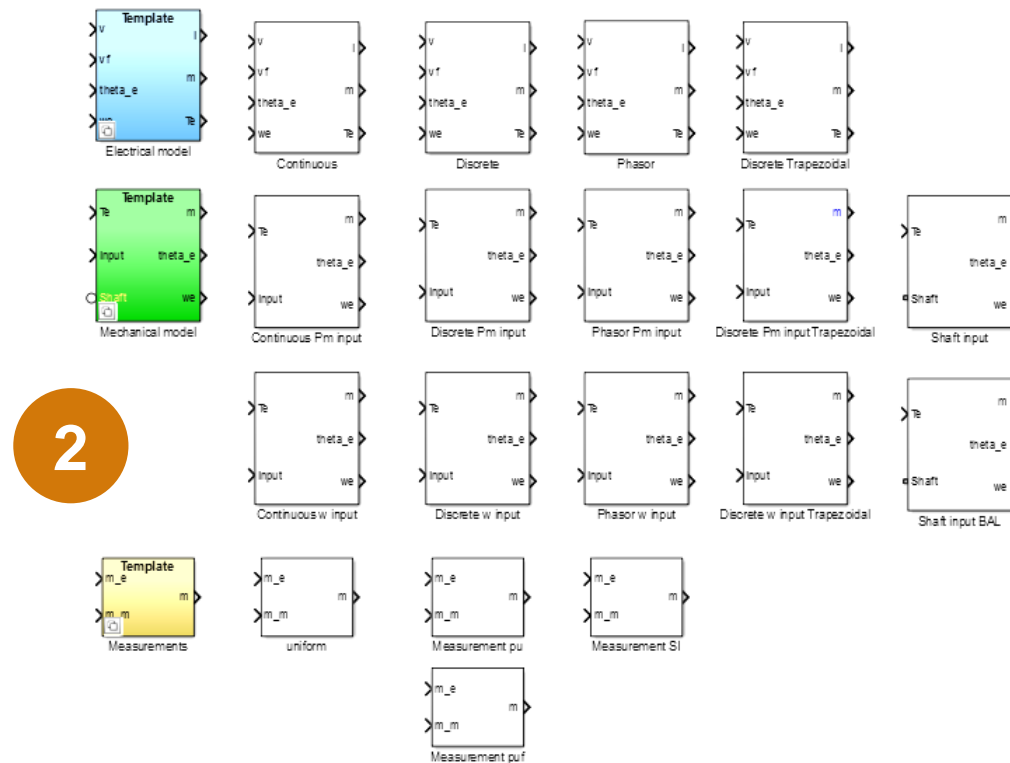 Template
v
I
vf
m
theta_e
we
Te
Electrical model
v
I
vf
m
theta_e
we
Te
Continuous
v
I
vf
m
theta_e
we
Te
Discrete
v
I
vf
m
theta_e
we
Te
Phasor
v
I
vf
m
theta_e
we
Te
Discrete Trapezoidal
Template
Te
m
Input
theta_e
Shaft
we
Mechanical model
m
Te
theta_e
Input
we
Continuous Pm input
m
Te
theta_e
Input
we
Discrete Pm input
m
Te
theta_e
Input
we
Phasor Pm input
m
Te
theta_e
Input
we
Discrete Pm input Trapezoidal
m
Te
theta_e
Shaft
we
Shaft input
2
m
Te
theta_e
Input
we
Continuous w input
m
Te
theta_e
Input
we
Discrete w input
m
Te
theta_e
Input
we
Phasor w input
m
Te
theta_e
Input
we
Discrete w input Trapezoidal
m
Te
theta_e
Shaft
we
Shaft input BAL
Template
m_e
m
m_m
Measurements
m_e
m
m_m
uniform
m_e
m
m_m
Measurement pu
m_e
m
m_m
Measurement SI
m_e
m
m_m
Measurement puf